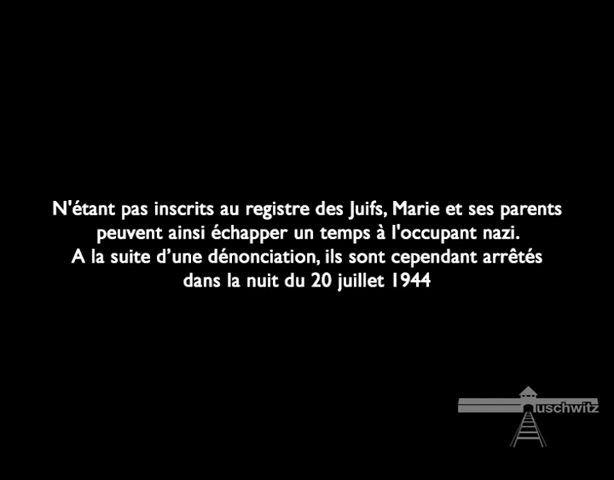 N'étant pas inscrits au registre des Juifs, Marie et ses parents
peuvent ainsi échapper un temps à l'occupant nazi.
A la suite d’une dénonciation, ils sont cependant arrêtés
dans la nuit du 20 juillet 1944
uschwitz